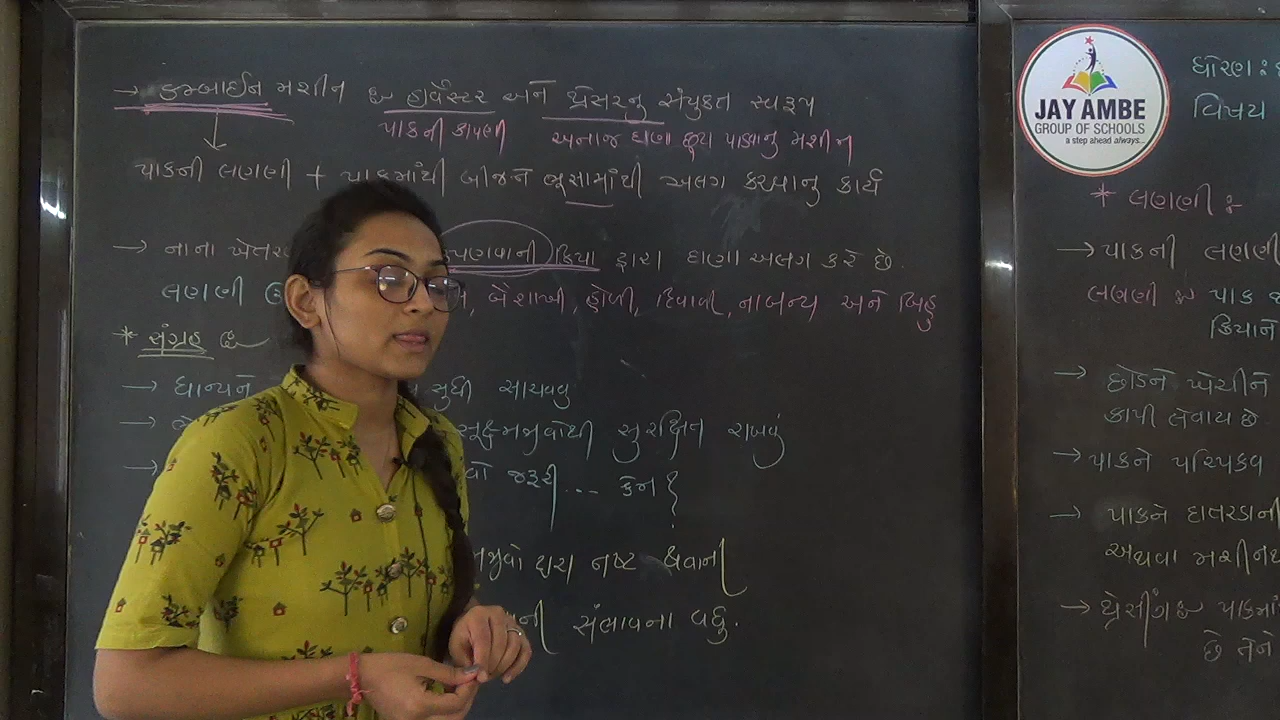 → કમ્બાઈન મશીન ઃ હાર્વેસ્ટર અને થ્રેસરનું સંયુક્ત સ્વરૂપ
પાકની કાપણી
અનાજ દાણા છૂટા પાડવાનું મશીન
પાકની લણણી + પાકમાંથી બીજને ભૂસામાંથી અલગ કરવાનું કાર્ય
→ નાના ખેતર ઉપણવાની ક્રિયા દ્વારા દાણા અલગ કરે છે.
લણણી , બૈશાખી, હોળી, દિવાળી, નાબન્ય અને બિહુ
* સંગ્રહ ઃ
→ ધાન્યને સુધી સાચવવું
→ સૂક્ષ્મજીવોથી સુરક્ષિત રાખવું
→ જરૂરી ... કેમ?
જીવો દ્વારા નષ્ટ થવાની
સંભાવના વધુ.
JAY AMBE
GROUP OF SCHOOLS
a step ahead always...
ધોરણ :
વિષય
* લણણી :-
→ પાકની લણણી
લણણી ઃ પાક
ક્રિયાને
→ છોડને ખેંચીને
કાપી લેવાય છે
→ પાકને પરિપક્વ
→ પાકને દાતરડાની
અથવા મશીન
→ થ્રેસીંગ ઃ પાકમાં
છે તેને